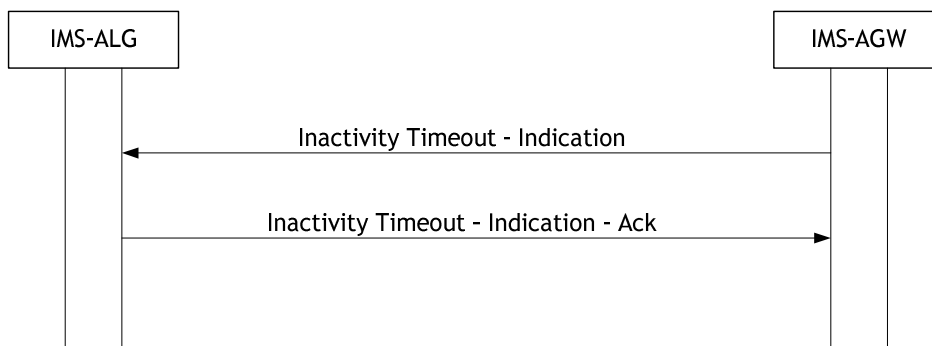 IMS-ALG
IMS-AGW
Inactivity Timeout - Indication
Inactivity Timeout – Indication - Ack